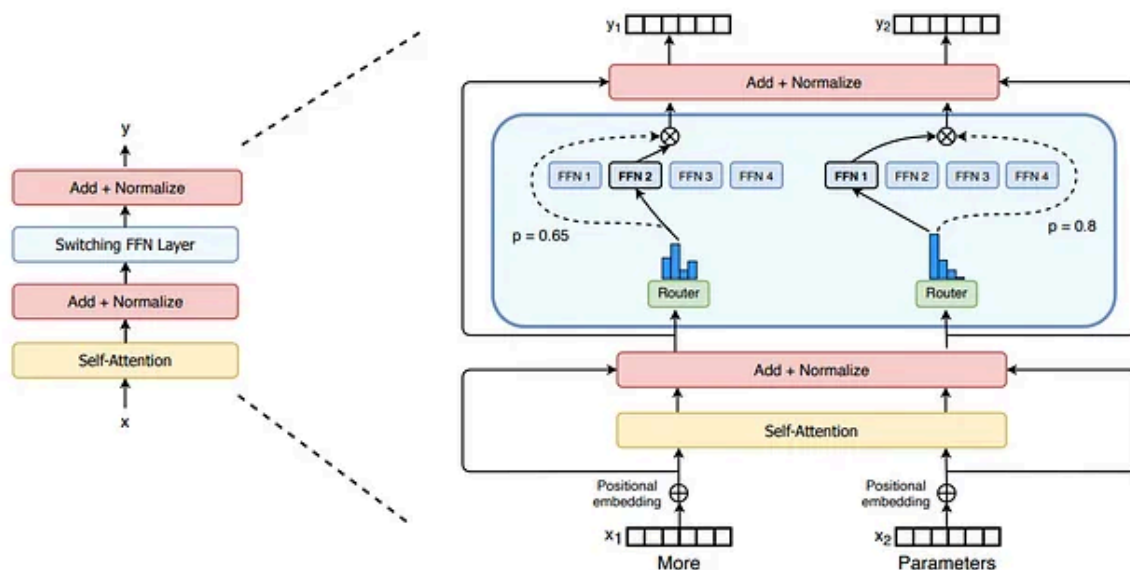 y
Add + Normalize
Switching FFN Layer
Add + Normalize
Self-Attention
x
y₁
y₂
Add + Normalize
FFN 1 FFN 2 FFN 3 FFN 4
FFN 1 FFN 2 FFN 3 FFN 4
p = 0.65
p = 0.8
Router
Router
Add + Normalize
Self-Attention
Positional
embedding
Positional
embedding
x₁
x₂
More
Parameters